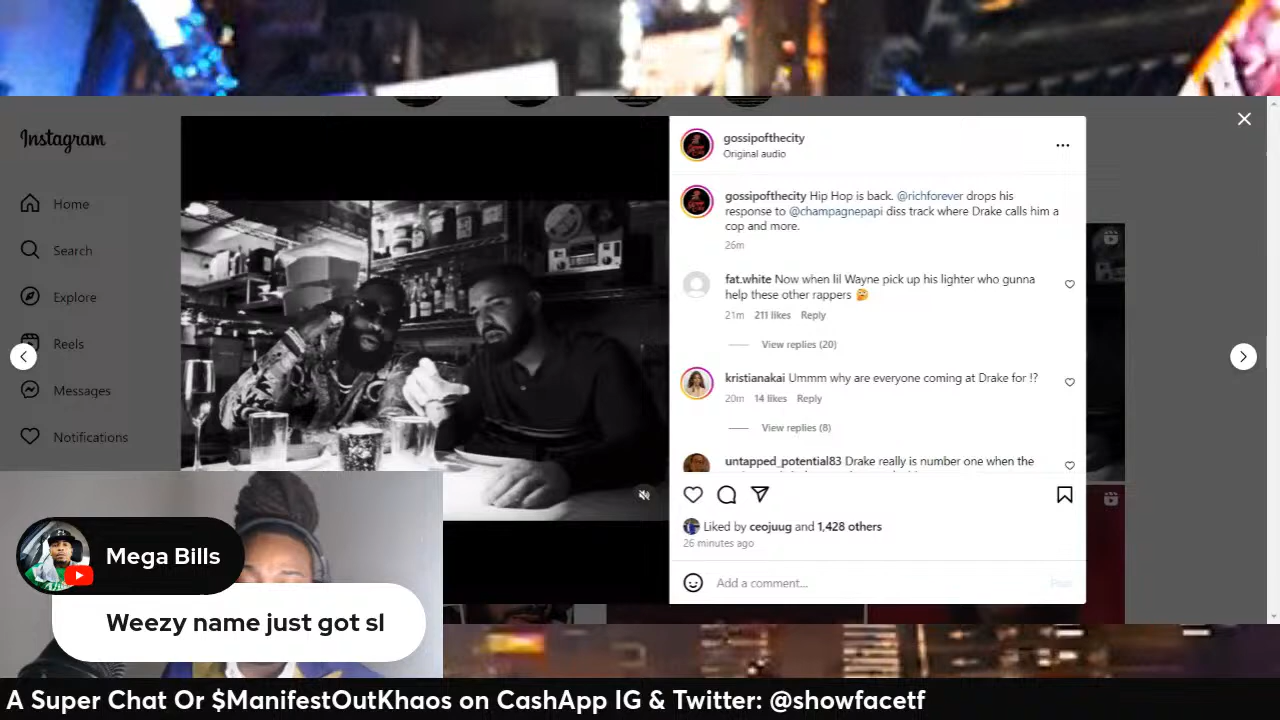 Instagram
Home
Search
Explore
Reels
Messages
Notifications
gossipofthecity
Original audio
gossipofthecity Hip Hop is back. @richforever drops his
response to @champagnepapi diss track where Drake calls him a
cop and more.
26m
fat.white Now when lil Wayne pick up his lighter who gunna
help these other rappers 🤔
21m 211 likes Reply
View replies (20)
kristianakai Ummm why are everyone coming at Drake for !?
20m 14 likes Reply
View replies (8)
untapped_potential83 Drake really is number one when the
Liked by ceojuug and 1,428 others
26 minutes ago
Add a comment...
Post
Mega Bills
Weezy name just got sl
A Super Chat Or $ManifestOutKhaos on CashApp IG & Twitter: @showfacetf